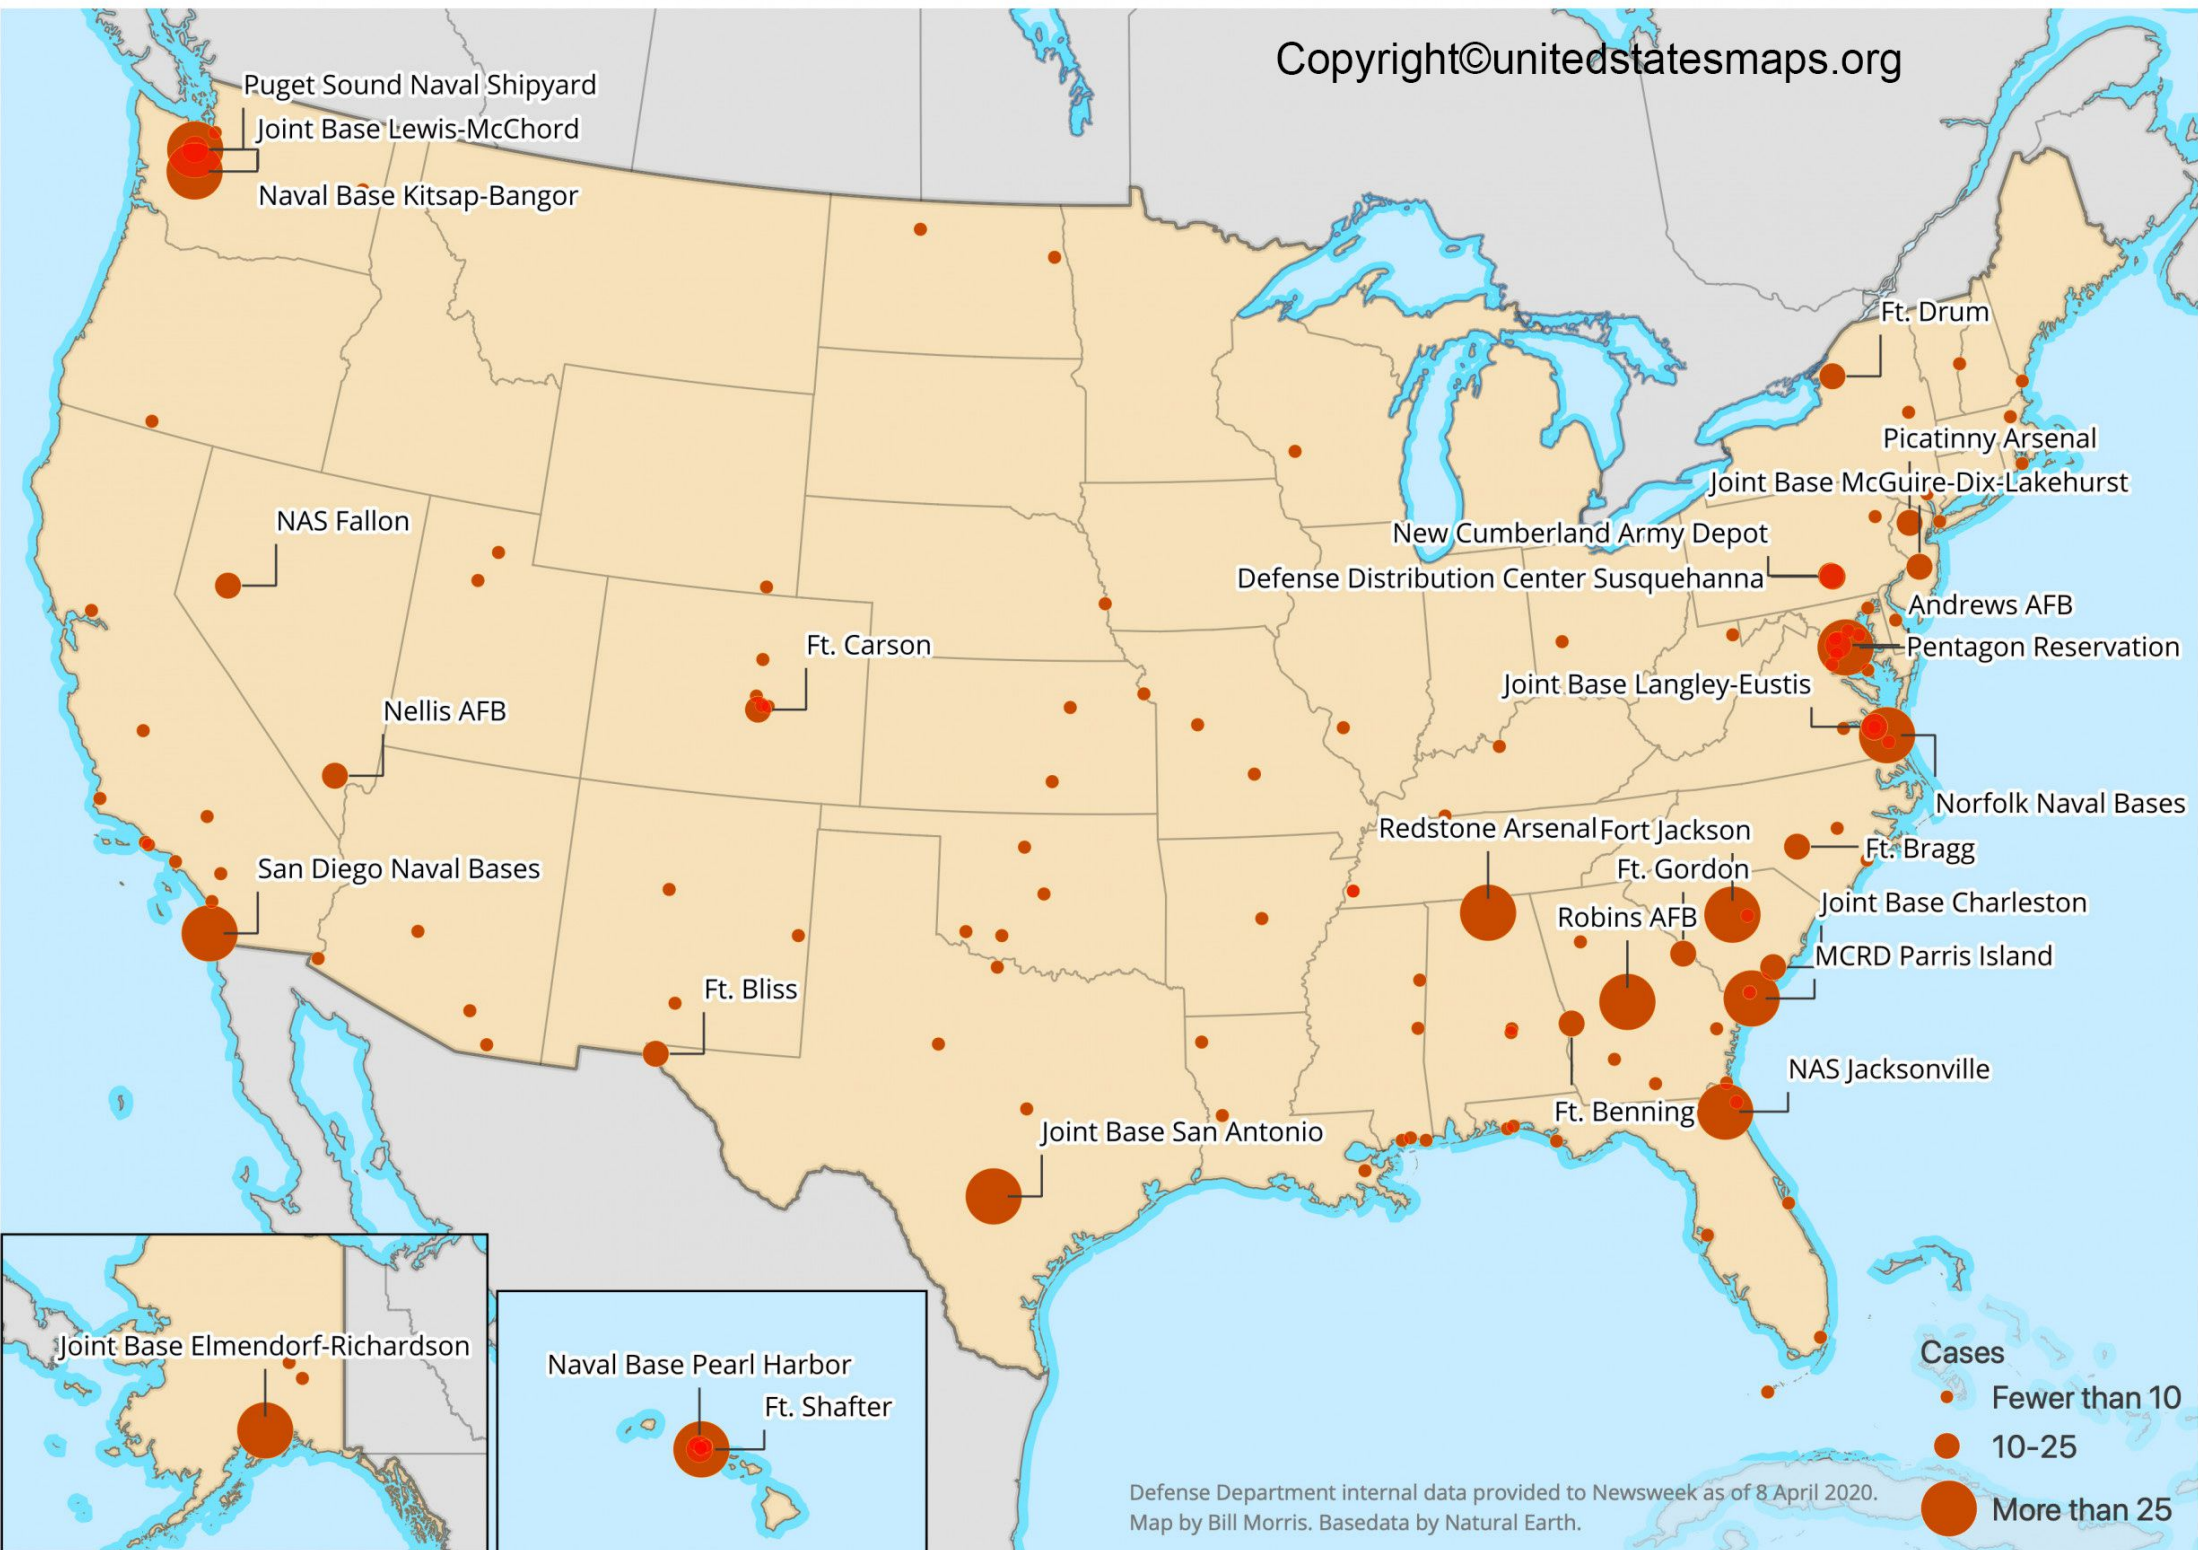 Copyright©unitedstatesmaps.org
Puget Sound Naval Shipyard
Joint Base Lewis-McChord
Naval Base Kitsap-Bangor
Ft. Drum
Picatinny Arsenal
Joint Base McGuire-Dix-Lakehurst
NAS Fallon
New Cumberland Army Depot
Defense Distribution Center Susquehanna
Andrews AFB
Ft. Carson
Pentagon Reservation
Joint Base Langley-Eustis
Nellis AFB
Norfolk Naval Bases
Redstone Arsenal
Fort Jackson
Ft. Bragg
San Diego Naval Bases
Ft. Gordon
Joint Base Charleston
Robins AFB
MCRD Parris Island
Ft. Bliss
NAS Jacksonville
Ft. Benning
Joint Base San Antonio
Joint Base Elmendorf-Richardson
Naval Base Pearl Harbor
Ft. Shafter
Cases
Fewer than 10
10-25
More than 25
Defense Department internal data provided to Newsweek as of 8 April 2020.
Map by Bill Morris. Basedata by Natural Earth.